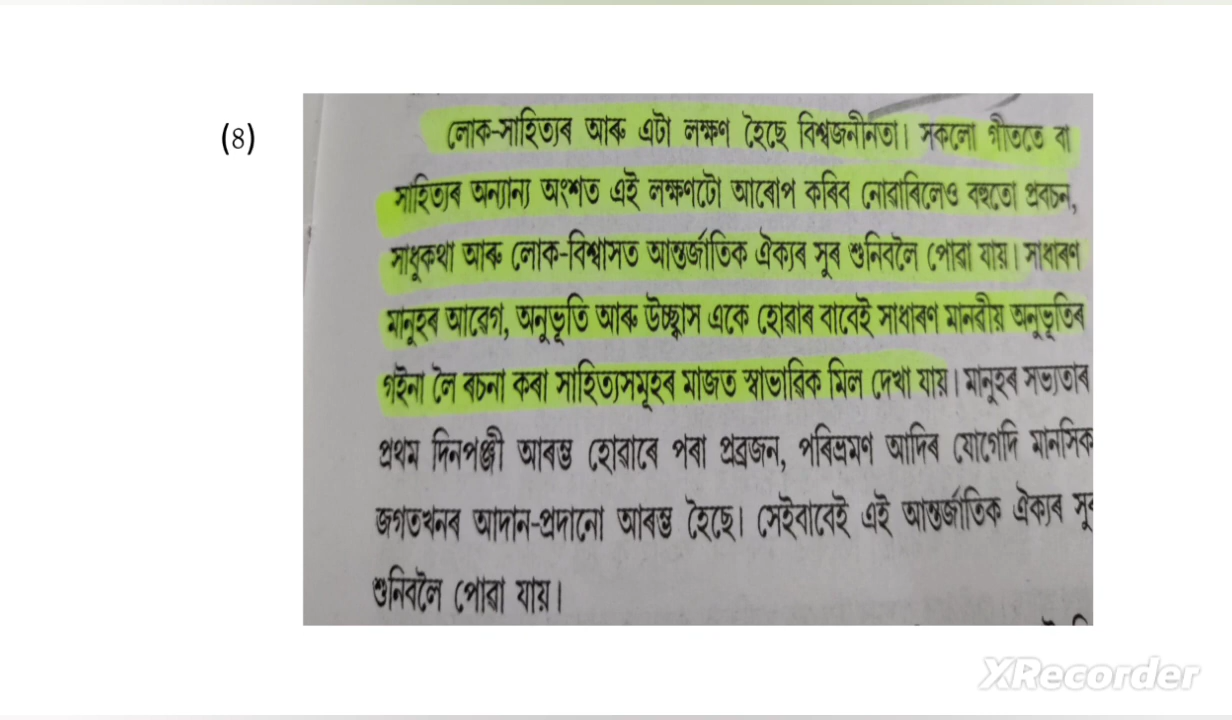 (8)
লোক-সাহিত্যৰ আৰু এটা লক্ষণ হৈছে বিশ্বজনীনতা। সকলো গীততে বা
সাহিত্যৰ অন্যান্য অংশত এই লক্ষণটো আৰোপ কৰিব নোৱাৰিলেও বহুতো প্ৰবচন,
সাধুকথা আৰু লোক-বিশ্বাসত আন্তৰ্জাতিক ঐক্যৰ সুৰ শুনিবলৈ পোৱা যায়। সাধাৰণ
মানুহৰ আৱেগ, অনুভূতি আৰু উচ্ছ্বাস একে হোৱাৰ বাবেই সাধাৰণ মানৱীয় অনুভূতিৰ
গইনা লৈ ৰচনা কৰা সাহিত্যসমূহৰ মাজত স্বাভাৱিক মিল দেখা যায়। মানুহৰ সভ্যতাৰ
প্ৰথম দিনপঞ্জী আৰম্ভ হোৱাৰে পৰা প্ৰব্ৰজন, পৰিভ্ৰমণ আদিৰ যোগেদি মানসিক
জগতখনৰ আদান-প্ৰদানো আৰম্ভ হৈছে। সেইবাবেই এই আন্তৰ্জাতিক ঐক্যৰ সুৰ
শুনিবলৈ পোৱা যায়।
XRecorder